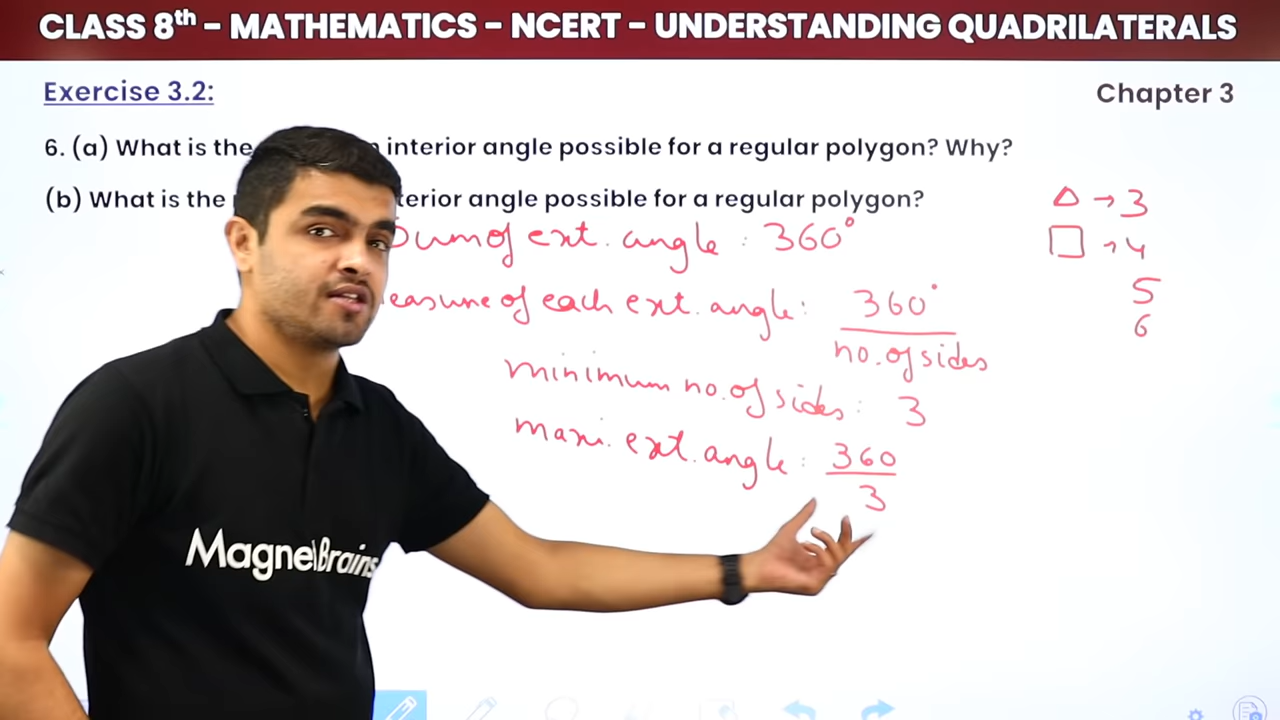 CLASS 8th - MATHEMATICS - NCERT - UNDERSTANDING QUADRILATERALS
Exercise 3.2:
Chapter 3
6. (a) What is the interior angle possible for a regular polygon? Why?
(b) What is the terior angle possible for a regular polygon?
Sum of ext. angle : 360°
easure of each ext. angle : 360° / no. of sides
minimum no. of sides : 3
maxi. ext. angle : 360 / 3
△ → 3
□ → 4
5
6
Magnet Brains